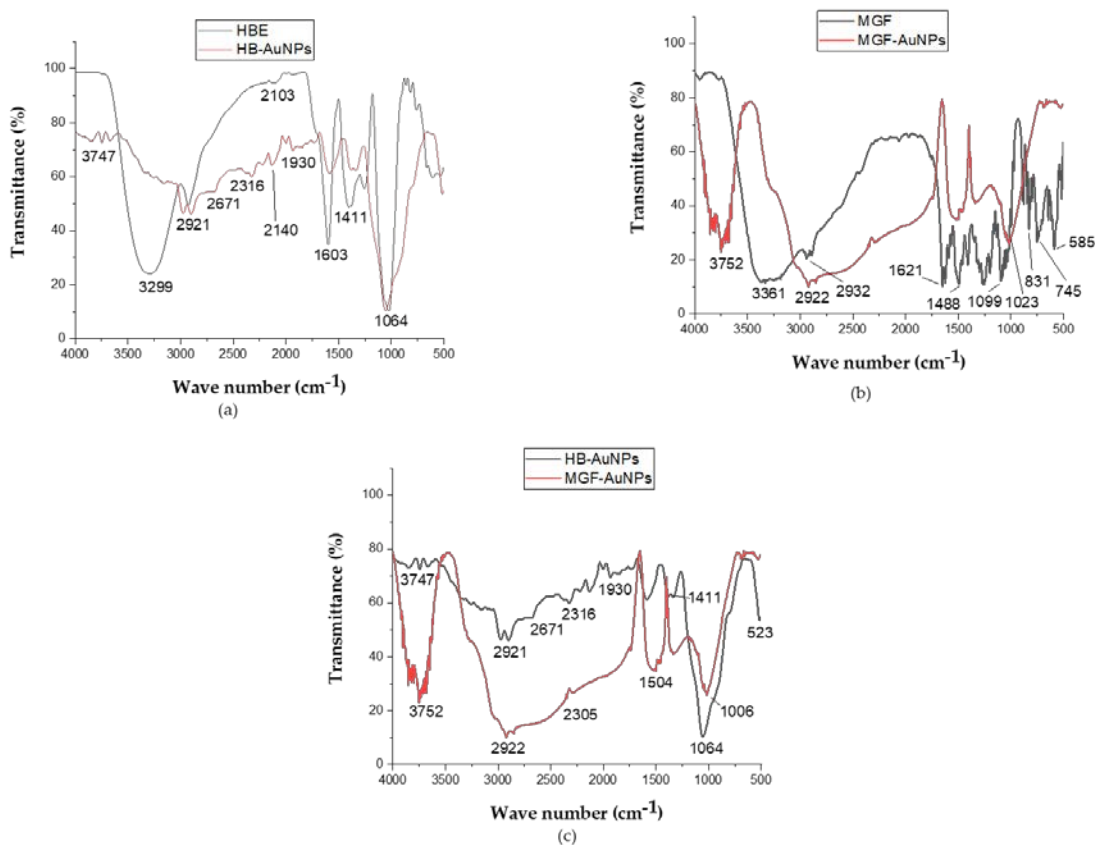 HBE
HB-AuNPs
100
80
60
40
20
0
Transmittance (%)
3747
2103
2316
1930
2671
2921
2140
1411
1603
3299
1064
4000 3500 3000 2500 2000 1500 1000 500
Wave number (cm-1)
(a)
MGF
MGF-AuNPs
100
80
60
40
20
0
Transmittance (%)
3752
3361
2922
2932
1621
1488
1099
1023
831
745
585
4000 3500 3000 2500 2000 1500 1000 500
Wave number (cm-1)
(b)
HB-AuNPs
MGF-AuNPs
100
80
60
40
20
0
Transmittance (%)
3747
1930
2316
2671
1411
2921
523
1504
2305
3752
1006
2922
1064
4000 3500 3000 2500 2000 1500 1000 500
Wave number (cm-1)
(c)